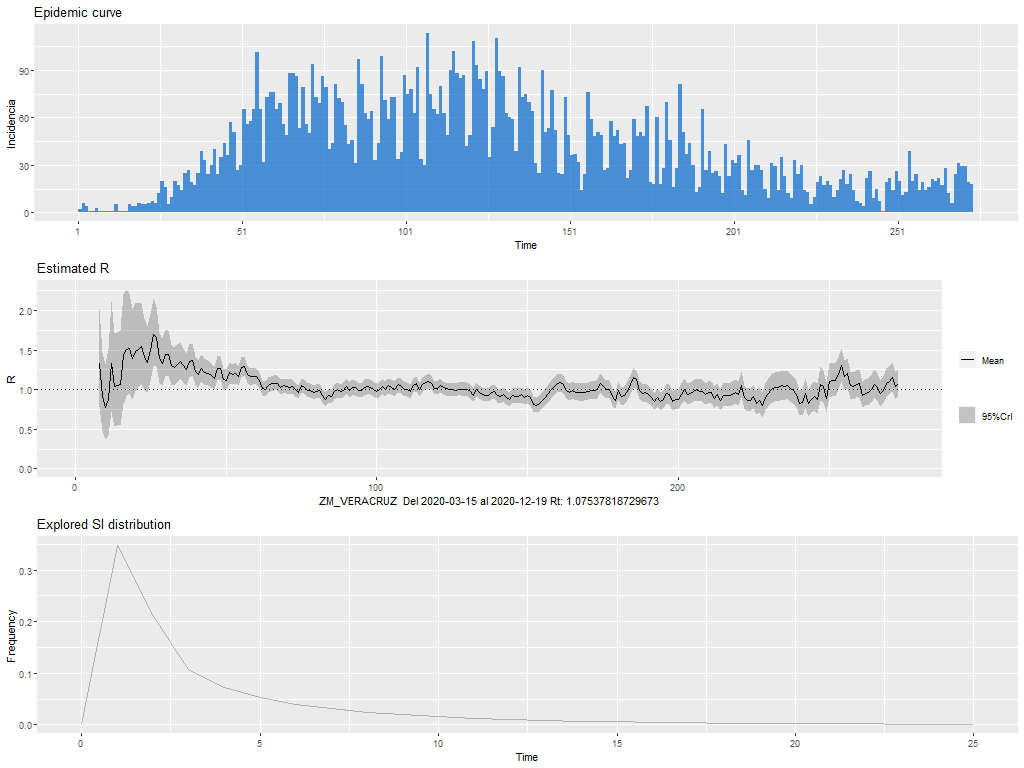 Epidemic curve
90
60
30
0
Incidencia
1 51 101 151 201 251
Time
Estimated R
2.0
1.5
1.0
0.5
0.0
R
Mean
95%CrI
0 100 200
ZM_VERACRUZ Del 2020-03-15 al 2020-12-19 Rt: 1.07537818729673
Explored SI distribution
0.3
0.2
0.1
0.0
Frequency
0 5 10 15 20 25
Time